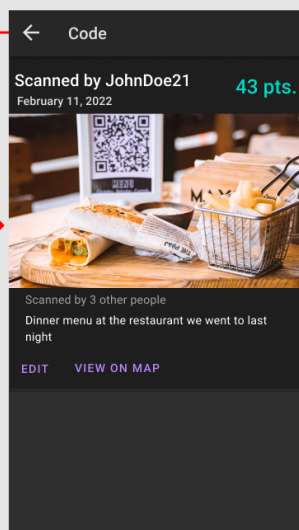 Code
Scanned by JohnDoe21
43 pts.
February 11, 2022
MENU
Scanned by 3 other people
Dinner menu at the restaurant we went to last
night
EDIT
VIEW ON MAP